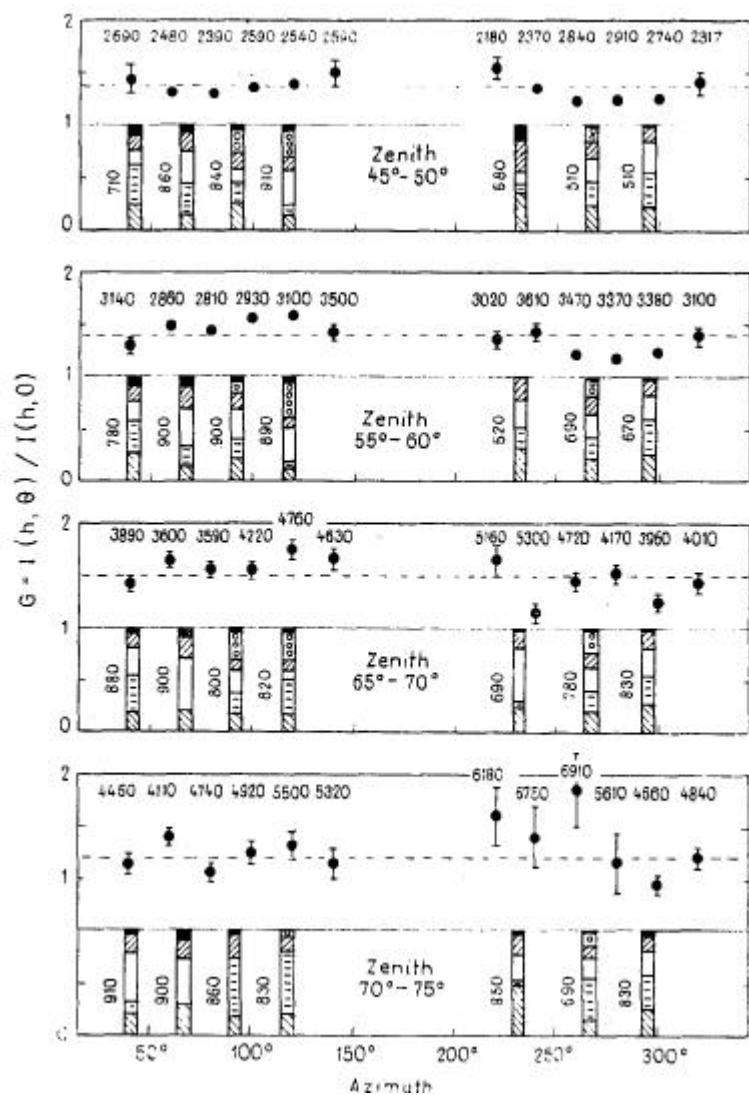 2
2690 2480 2390 2590 2540 2590 2180 2370 2840 2910 2740 2317
1
710 860 840 910 Zenith 45°-50° 680 510 510
0
2
3140 2860 2810 2930 3100 3500 3020 3610 3470 3370 3380 3100
1
780 900 900 890 Zenith 55°-60° 520 690 670
0
G = I (h, θ) / I (h, 0)
2
3890 3600 3590 4220 4760 4630 5160 5300 4720 4170 3960 4010
1
880 900 800 820 Zenith 65°-70° 690 780 830
0
2
4460 4110 4740 4920 5500 5320 6180 5750 6910 5610 4660 4840
1
910 900 860 830 Zenith 70°-75° 850 690 830
50° 100° 150° 200° 250° 300°
Azimuth